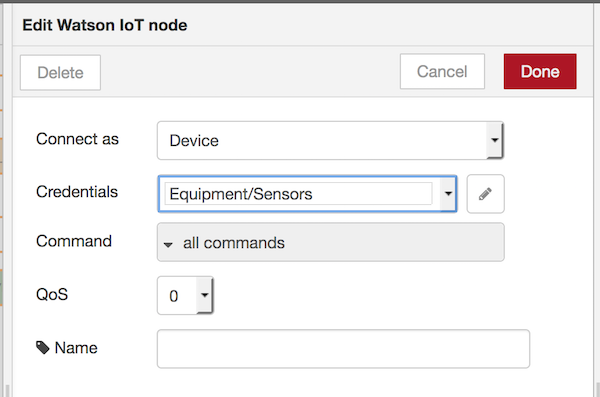 Edit Watson IoT node
Delete Cancel Done
Connect as Device
Credentials Equipment/Sensors
Command all commands
QoS 0
Name